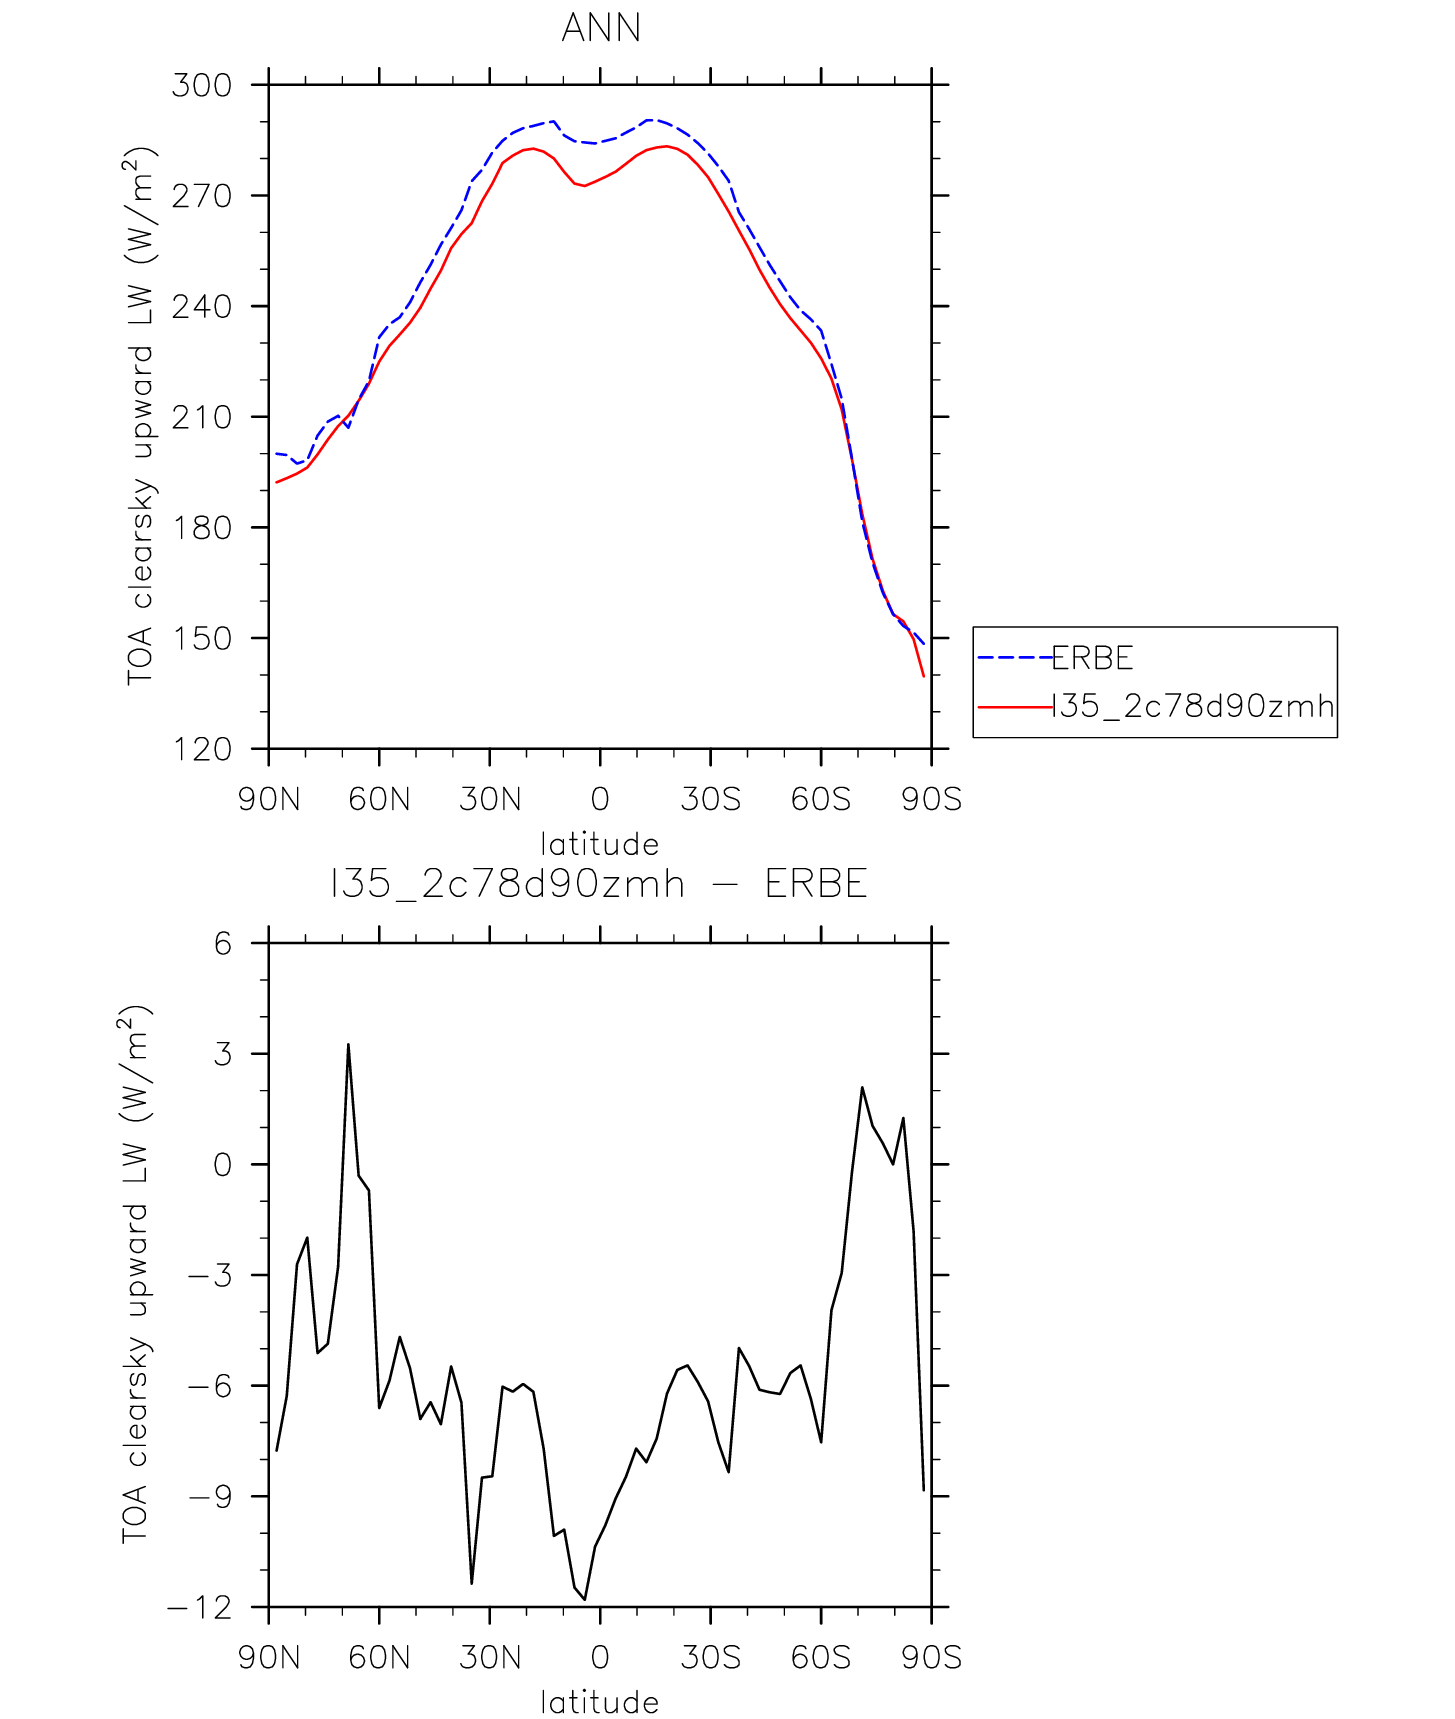 ANN
TOA clearsky upward LW (W/m²)
300
270
240
210
180
150
120
90N 60N 30N 0 30S 60S 90S
latitude
ERBE
I35_2c78d90zmh
I35_2c78d90zmh − ERBE
TOA clearsky upward LW (W/m²)
6
3
0
−3
−6
−9
−12
90N 60N 30N 0 30S 60S 90S
latitude